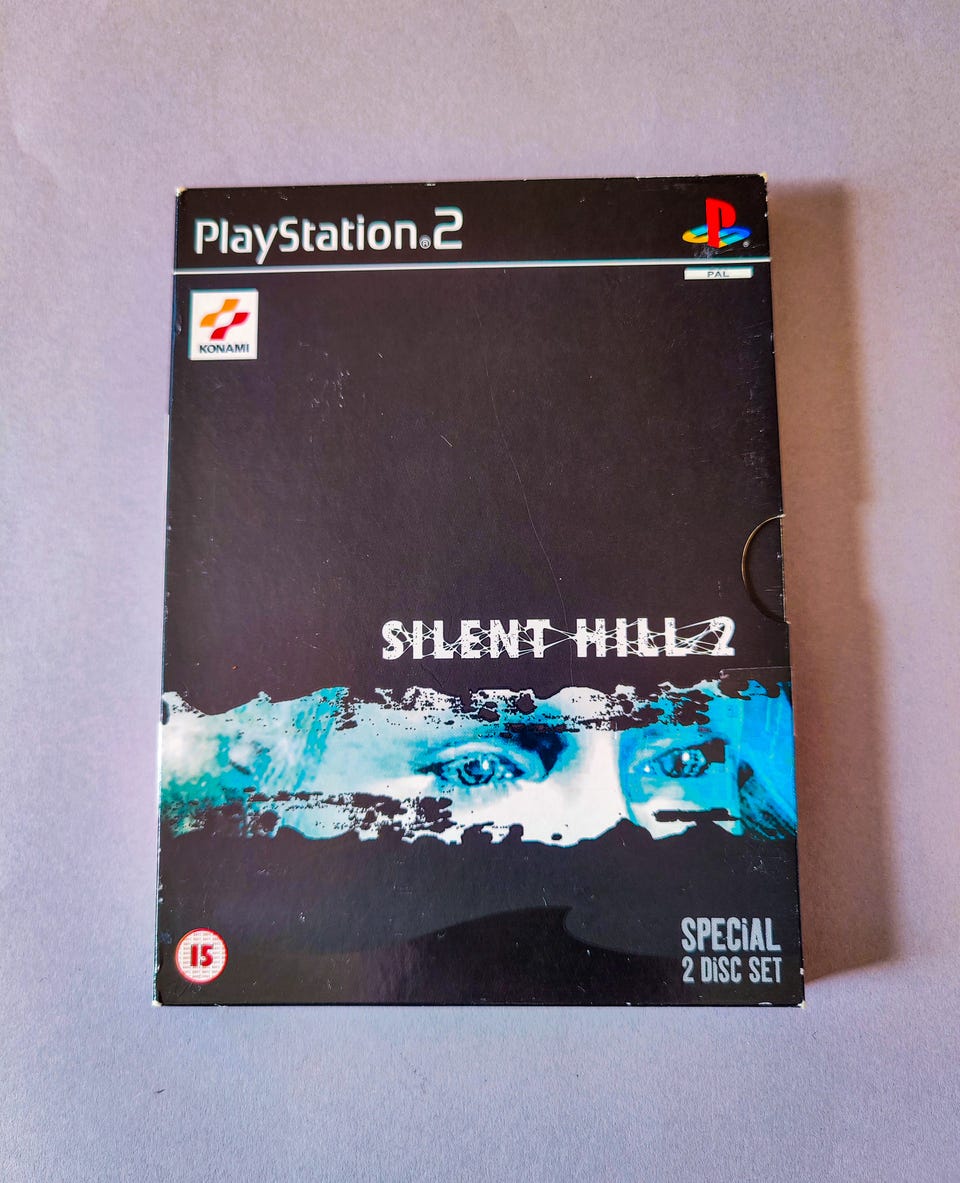 PlayStation®2
PAL
KONAMI
SILENT HILL 2
15
SPECiAL
2 DiSC SET